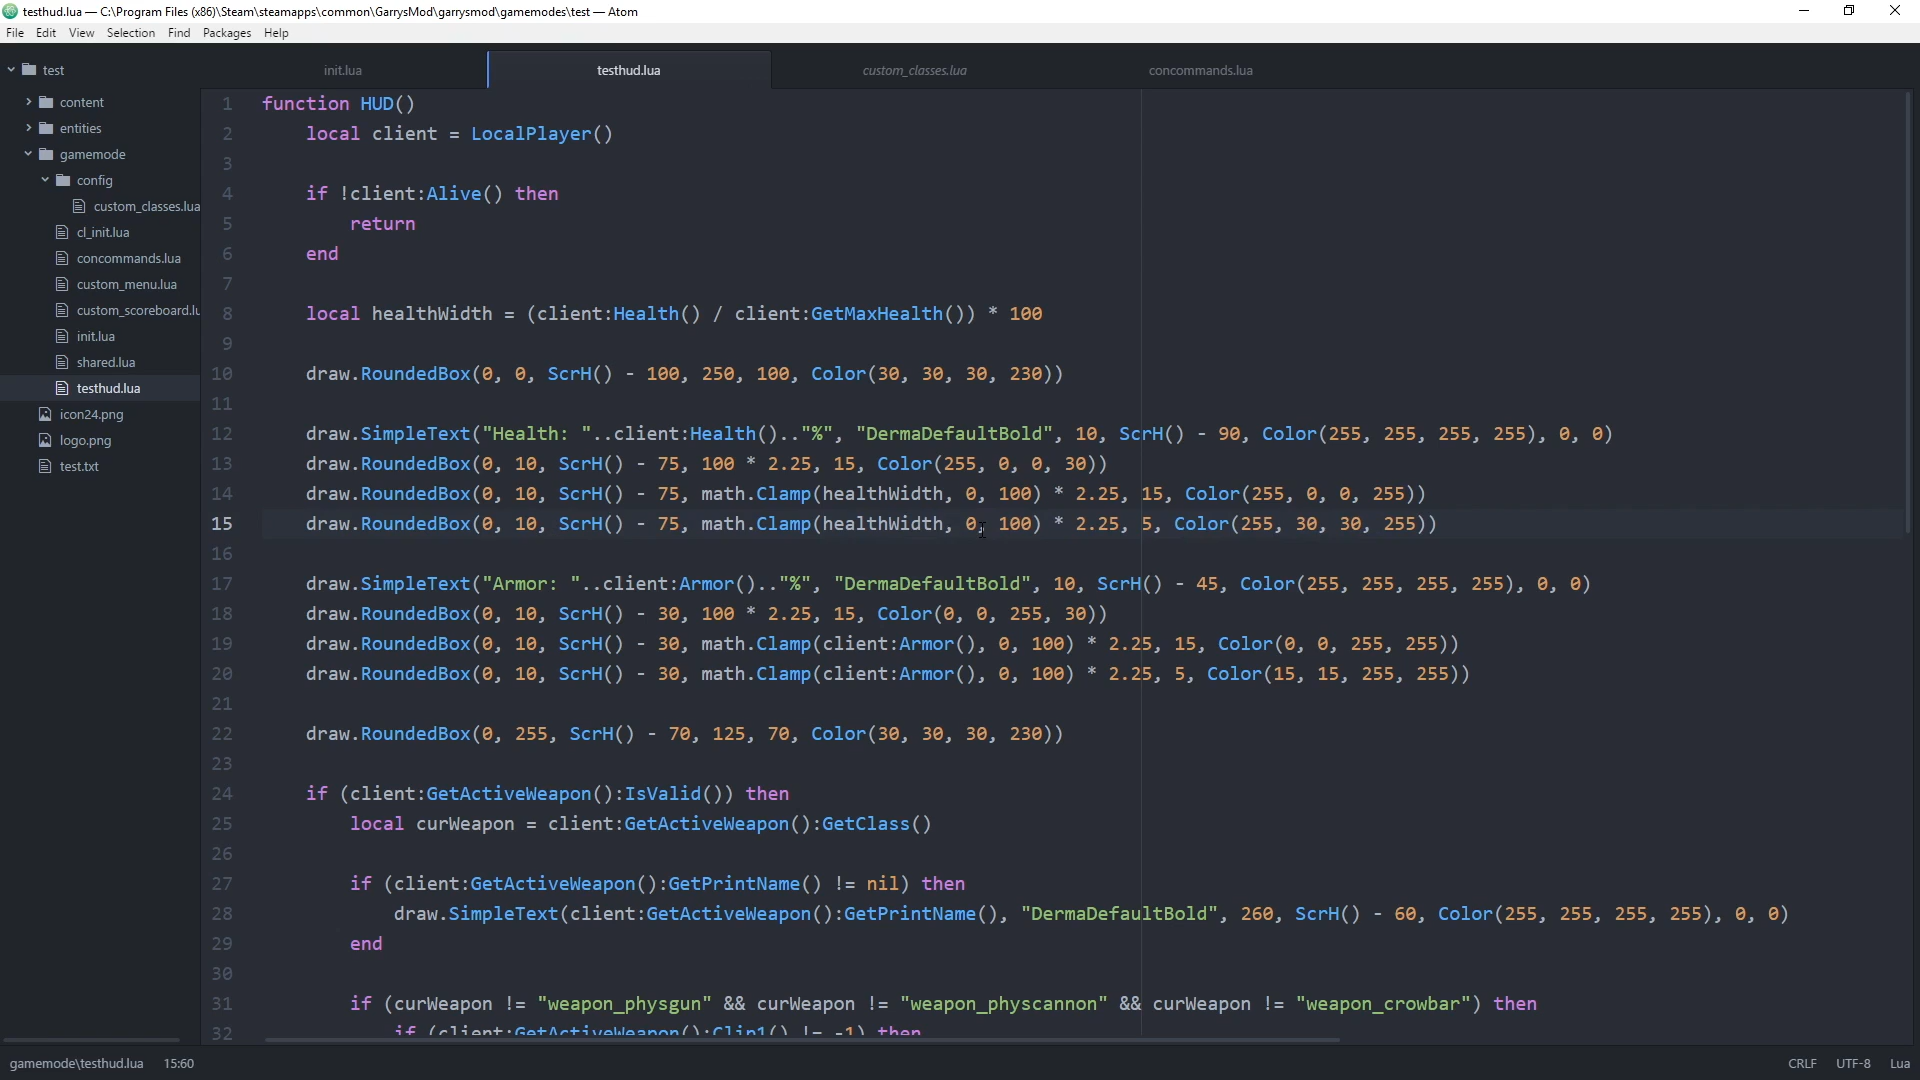 testhud.lua — C:\Program Files (x86)\Steam\steamapps\common\GarrysMod\garrysmod\gamemodes\test — Atom
File Edit View Selection Find Packages Help
test
content
entities
gamemode
config
custom_classes.lua
cl_init.lua
concommands.lua
custom_menu.lua
custom_scoreboard.lu
init.lua
shared.lua
testhud.lua
icon24.png
logo.png
test.txt
init.lua testhud.lua custom_classes.lua concommands.lua
1 function HUD()
2 local client = LocalPlayer()
3
4 if !client:Alive() then
5 return
6 end
7
8 local healthWidth = (client:Health() / client:GetMaxHealth()) * 100
9
10 draw.RoundedBox(0, 0, ScrH() - 100, 250, 100, Color(30, 30, 30, 230))
11
12 draw.SimpleText("Health: "..client:Health().."%", "DermaDefaultBold", 10, ScrH() - 90, Color(255, 255, 255, 255), 0, 0)
13 draw.RoundedBox(0, 10, ScrH() - 75, 100 * 2.25, 15, Color(255, 0, 0, 30))
14 draw.RoundedBox(0, 10, ScrH() - 75, math.Clamp(healthWidth, 0, 100) * 2.25, 15, Color(255, 0, 0, 255))
15 draw.RoundedBox(0, 10, ScrH() - 75, math.Clamp(healthWidth, 0, 100) * 2.25, 5, Color(255, 30, 30, 255))
16
17 draw.SimpleText("Armor: "..client:Armor().."%", "DermaDefaultBold", 10, ScrH() - 45, Color(255, 255, 255, 255), 0, 0)
18 draw.RoundedBox(0, 10, ScrH() - 30, 100 * 2.25, 15, Color(0, 0, 255, 30))
19 draw.RoundedBox(0, 10, ScrH() - 30, math.Clamp(client:Armor(), 0, 100) * 2.25, 15, Color(0, 0, 255, 255))
20 draw.RoundedBox(0, 10, ScrH() - 30, math.Clamp(client:Armor(), 0, 100) * 2.25, 5, Color(15, 15, 255, 255))
21
22 draw.RoundedBox(0, 255, ScrH() - 70, 125, 70, Color(30, 30, 30, 230))
23
24 if (client:GetActiveWeapon():IsValid()) then
25 local curWeapon = client:GetActiveWeapon():GetClass()
26
27 if (client:GetActiveWeapon():GetPrintName() != nil) then
28 draw.SimpleText(client:GetActiveWeapon():GetPrintName(), "DermaDefaultBold", 260, ScrH() - 60, Color(255, 255, 255, 255), 0, 0)
29 end
30
31 if (curWeapon != "weapon_physgun" && curWeapon != "weapon_physcannon" && curWeapon != "weapon_crowbar") then
32 if (client:GetActiveWeapon():Clip1() != -1) then
gamemode\testhud.lua 15:60 CRLF UTF-8 Lua